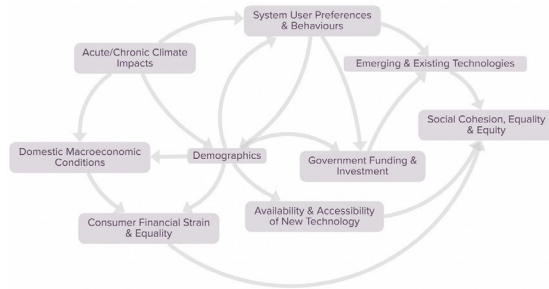 System User Preferences
& Behaviours
Acute/Chronic Climate
Impacts
Emerging & Existing Technologies
Social Cohesion, Equality
& Equity
Domestic Macroeconomic
Conditions
Demographics
Government Funding &
Investment
Consumer Financial Strain
& Equality
Availability & Accessibility
of New Technology